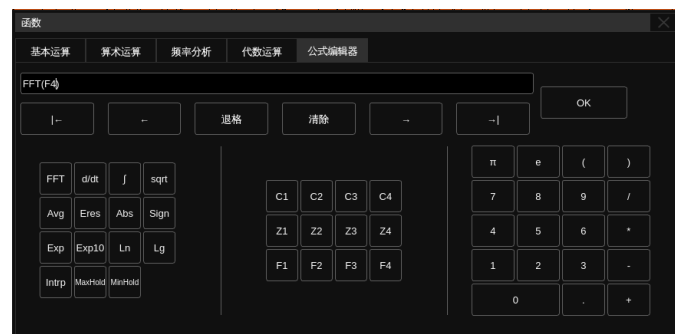 函数
基本运算 算术运算 频率分析 代数运算 公式编辑器
FFT(F4)
OK
|← ← 退格 清除 → →|
π e ( )
FFT d/dt ∫ sqrt
C1 C2 C3 C4
7 8 9 /
Avg Eres Abs Sign
Z1 Z2 Z3 Z4
4 5 6 *
Exp Exp10 Ln Lg
F1 F2 F3 F4
1 2 3 -
Intrp MaxHold MinHold
0 . +